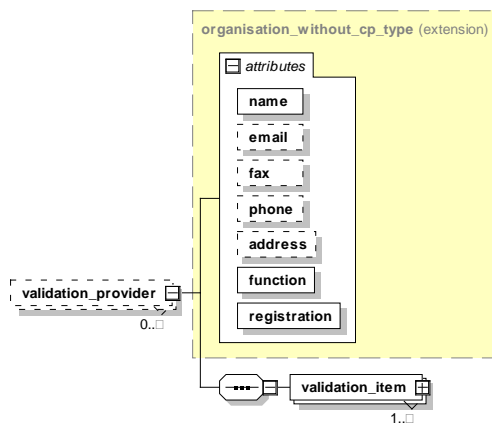 organisation_without_cp_type (extension)
attributes
name
email
fax
phone
address
function
registration
validation_provider
0..□
validation_item
1..□